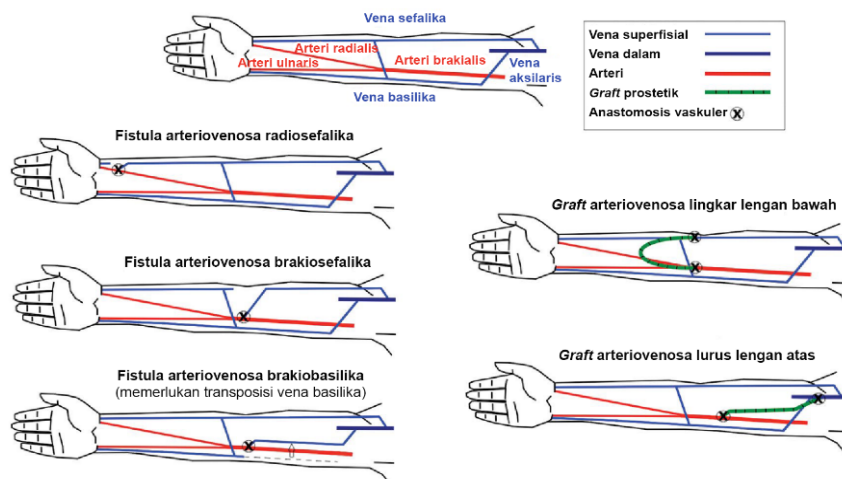 Vena sefalika
Arteri radialis
Arteri ulnaris
Arteri brakialis
Vena
aksilaris
Vena basilika
Vena superfisial
Vena dalam
Arteri
Graft prostetik
Anastomosis vaskuler
Fistula arteriovenosa radiosefalika
Fistula arteriovenosa brakiosefalika
Fistula arteriovenosa brakiobasilika
(memerlukan transposisi vena basilika)
Graft arteriovenosa lingkar lengan bawah
Graft arteriovenosa lurus lengan atas